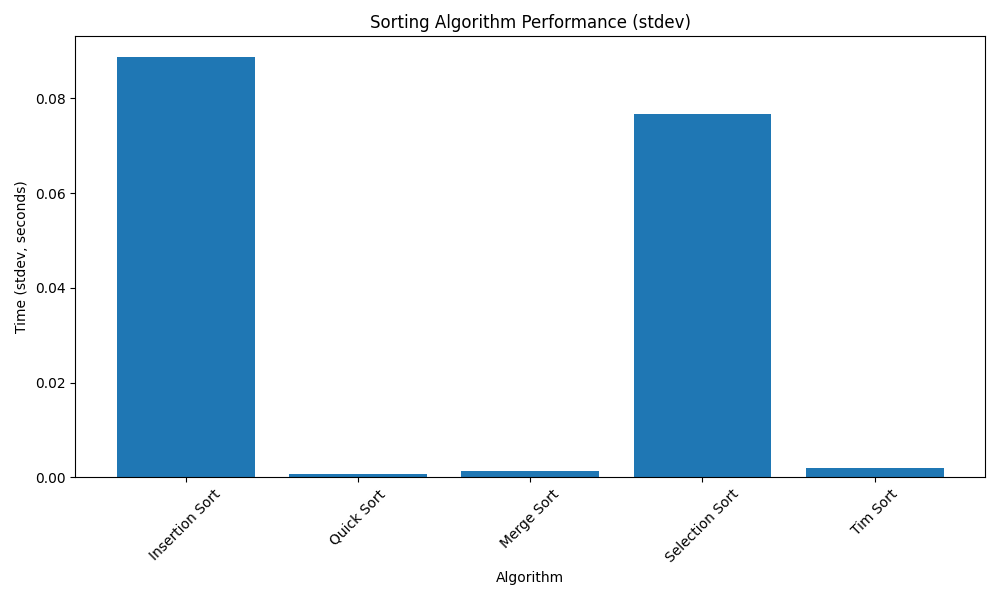 Sorting Algorithm Performance (stdev)
Time (stdev, seconds)
0.08
0.06
0.04
0.02
0.00
Insertion Sort
Quick Sort
Merge Sort
Selection Sort
Tim Sort
Algorithm